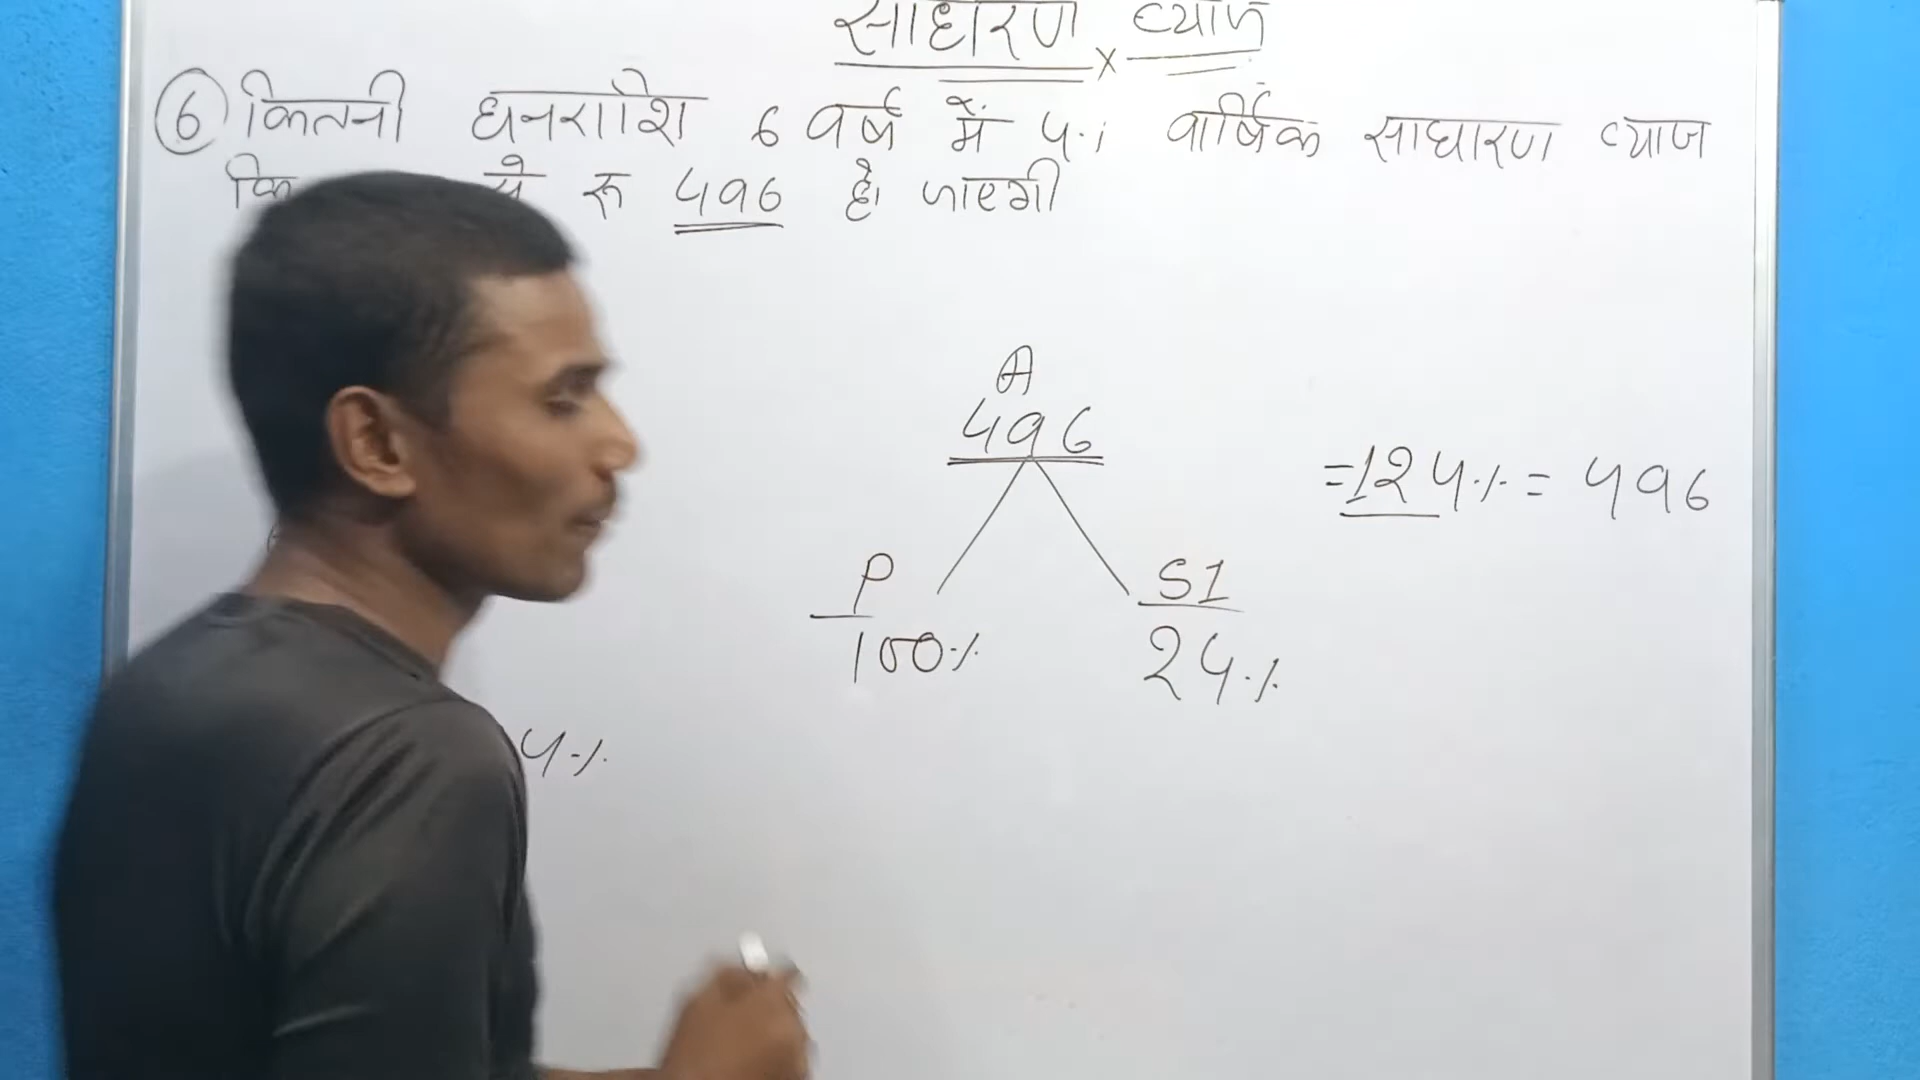 साधारण × ब्याज
⑥ कितनी धनराशि 6 वर्ष में 4% वार्षिक साधारण ब्याज
रू 496 हो जाएगी
A
496
=124% = 496
P SI
100% 24%
4%